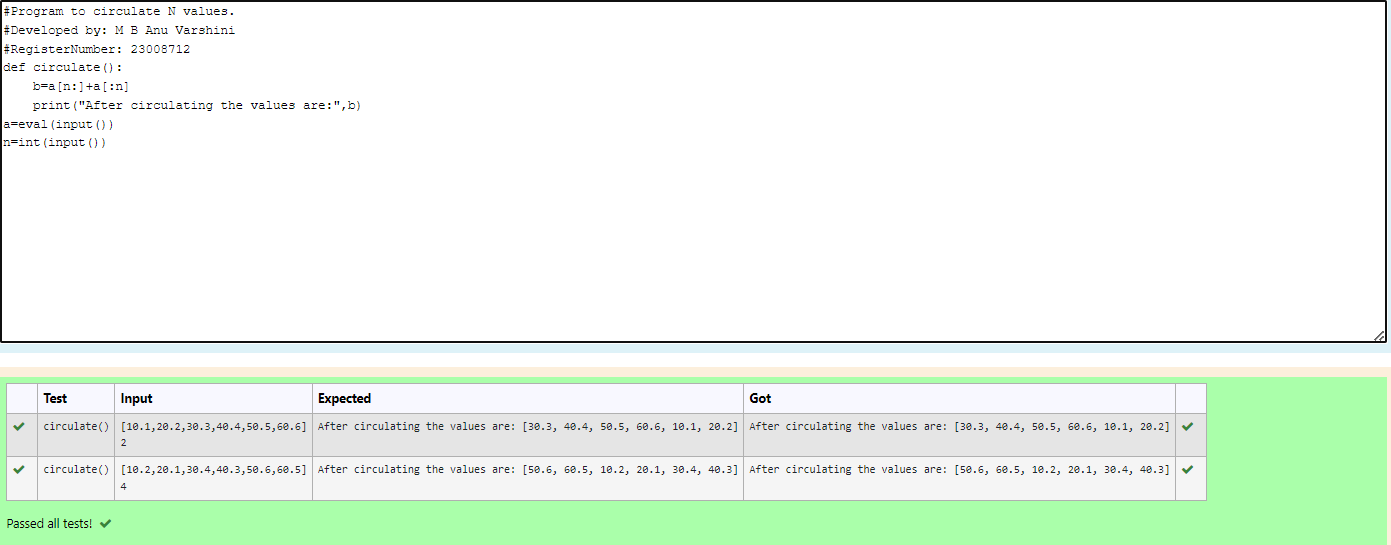 #Program to circulate N values.
#Developed by: M B Anu Varshini
#RegisterNumber: 23008712
def circulate():
    b=a[n:]+a[:n]
    print("After circulating the values are:",b)
a=eval(input())
n=int(input())
Test Input Expected Got
circulate() [10.1,20.2,30.3,40.4,50.5,60.6] After circulating the values are: [30.3, 40.4, 50.5, 60.6, 10.1, 20.2] After circulating the values are: [30.3, 40.4, 50.5, 60.6, 10.1, 20.2]
2
circulate() [10.2,20.1,30.4,40.3,50.6,60.5] After circulating the values are: [50.6, 60.5, 10.2, 20.1, 30.4, 40.3] After circulating the values are: [50.6, 60.5, 10.2, 20.1, 30.4, 40.3]
4
Passed all tests!